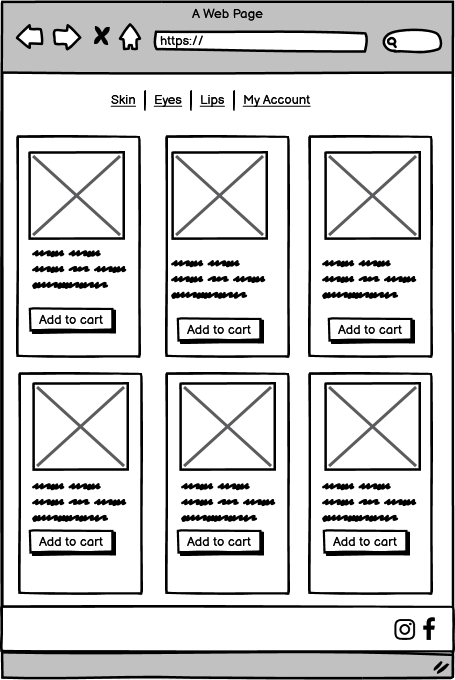 A Web Page
https://
Skin Eyes Lips My Account
Add to cart Add to cart Add to cart
Add to cart Add to cart Add to cart